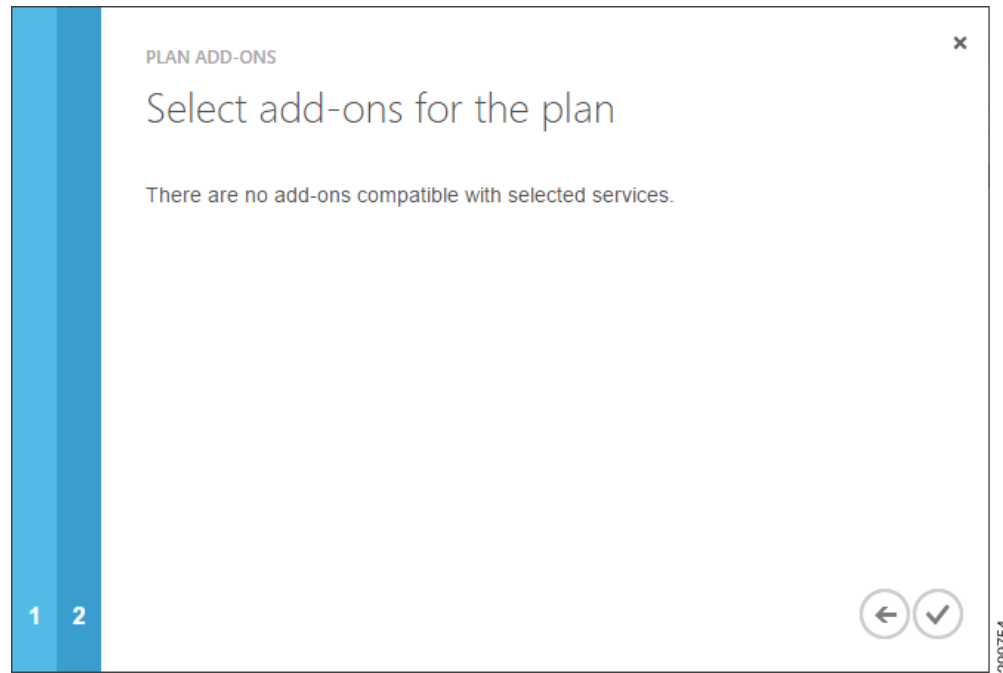 PLAN ADD-ONS
Select add-ons for the plan
There are no add-ons compatible with selected services.
1 2